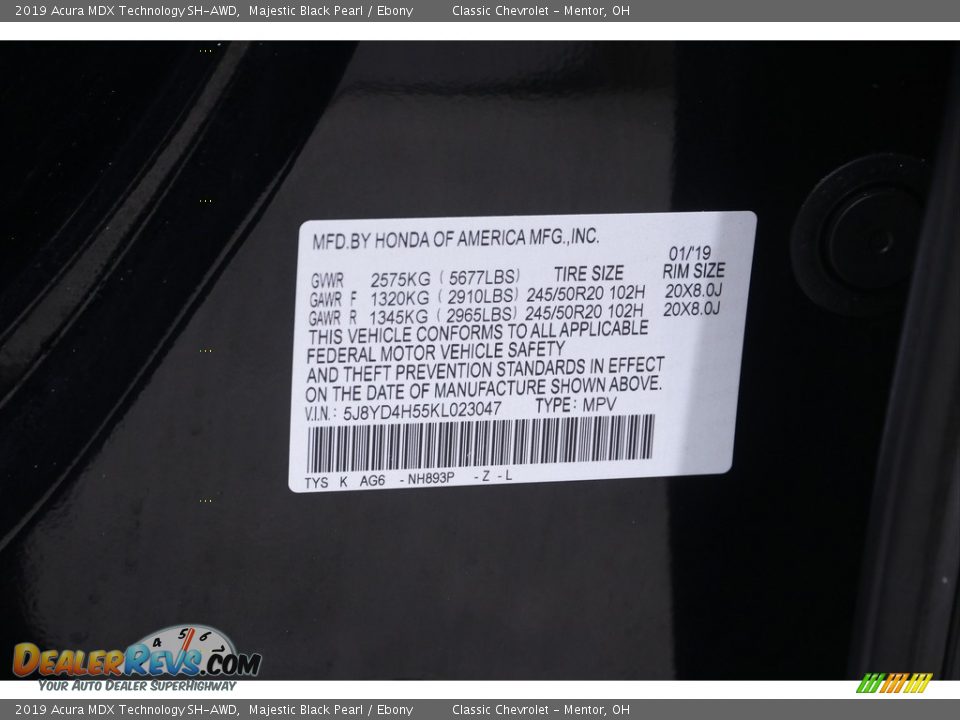 2019 Acura MDX Technology SH-AWD, Majestic Black Pearl / Ebony Classic Chevrolet - Mentor, OH
MFD.BY HONDA OF AMERICA MFG.,INC.
01/'19
GVWR 2575KG ( 5677LBS) TIRE SIZE RIM SIZE
GAWR F 1320KG ( 2910LBS) 245/50R20 102H 20X8.0J
GAWR R 1345KG ( 2965LBS) 245/50R20 102H 20X8.0J
THIS VEHICLE CONFORMS TO ALL APPLICABLE
FEDERAL MOTOR VEHICLE SAFETY
AND THEFT PREVENTION STANDARDS IN EFFECT
ON THE DATE OF MANUFACTURE SHOWN ABOVE.
V.I.N.: 5J8YD4H55KL023047 TYPE: MPV
TYS K AG6 -NH893P -Z -L
4 5 6
DEALERREVS.COM
YOUR AUTO DEALER SUPERHIGHWAY
2019 Acura MDX Technology SH-AWD, Majestic Black Pearl / Ebony Classic Chevrolet - Mentor, OH